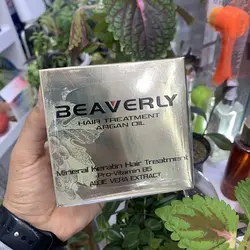 BEAVERLY
HAIR TREATMENT
ARGAN OIL
Mineral Keratin Hair Treatment
Pro-Vitamin B5
ALOE VERA EXTRACT